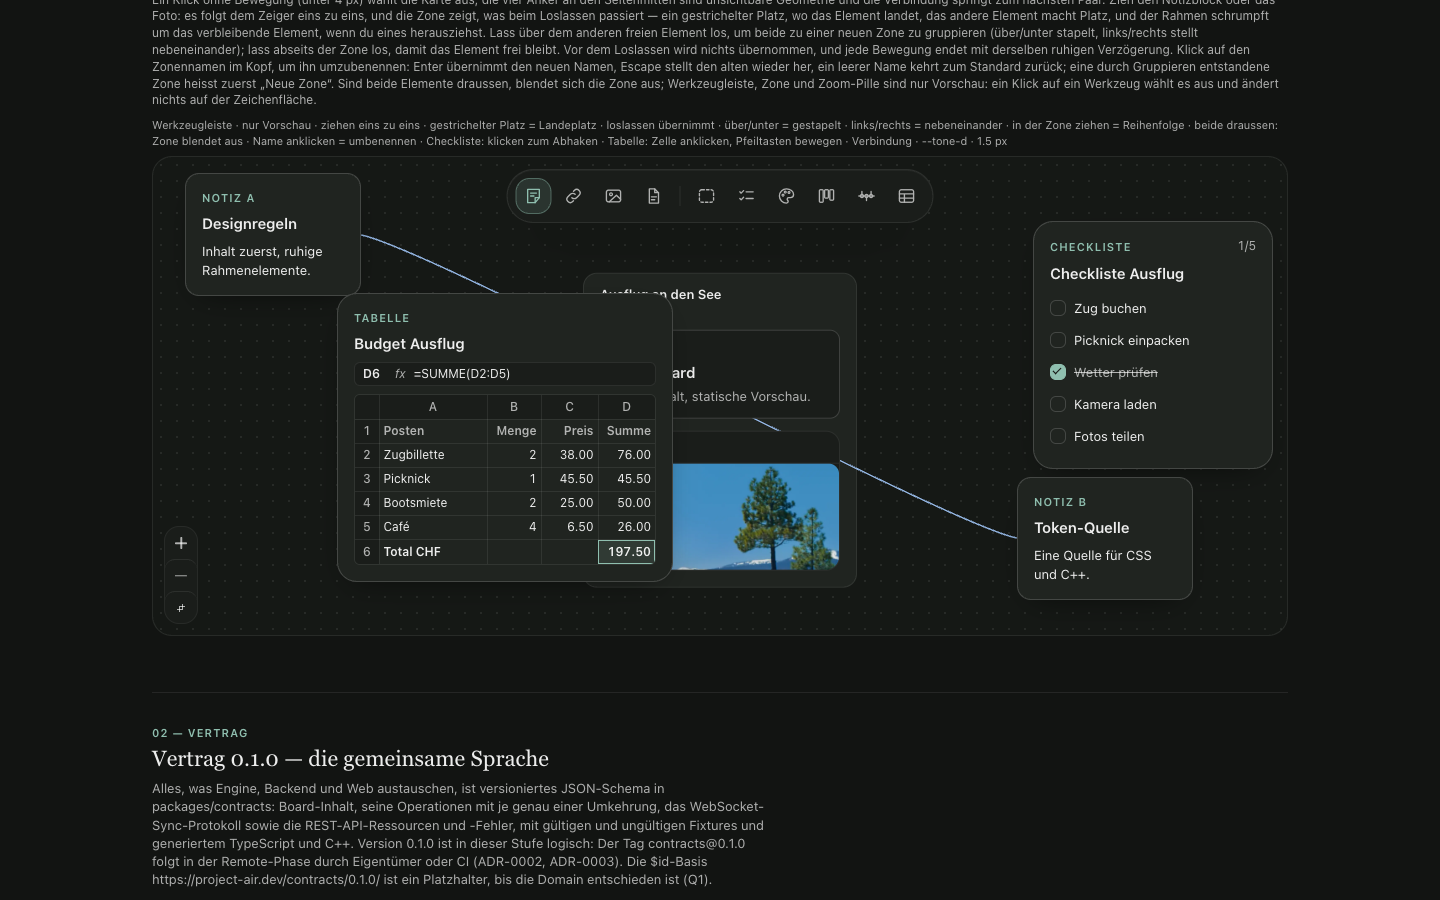 Foto: es folgt dem Zeiger eins zu eins, und die Zone zeigt, was beim Loslassen passiert — ein gestrichelter Platz, wo das Element landet, das andere Element macht Platz, und der Rahmen schrumpft
um das verbleibende Element, wenn du eines herausziehst. Lass über dem anderen freien Element los, um beide zu einer neuen Zone zu gruppieren (über/unter stapelt, links/rechts stellt
nebeneinander); lass abseits der Zone los, damit das Element frei bleibt. Vor dem Loslassen wird nichts übernommen, und jede Bewegung endet mit derselben ruhigen Verzögerung. Klick auf den
Zonennamen im Kopf, um ihn umzubenennen: Enter übernimmt den neuen Namen, Escape stellt den alten wieder her, ein leerer Name kehrt zum Standard zurück; eine durch Gruppieren entstandene
Zone heisst zuerst „Neue Zone“. Sind beide Elemente draussen, blendet sich die Zone aus; Werkzeugleiste, Zone und Zoom-Pille sind nur Vorschau: ein Klick auf ein Werkzeug wählt es aus und ändert
nichts auf der Zeichenfläche.
Werkzeugleiste · nur Vorschau · ziehen eins zu eins · gestrichelter Platz = Landeplatz · loslassen übernimmt · über/unter = gestapelt · links/rechts = nebeneinander · in der Zone ziehen = Reihenfolge · beide draussen:
Zone blendet aus · Name anklicken = umbenennen · Checkliste: klicken zum Abhaken · Tabelle: Zelle anklicken, Pfeiltasten bewegen · Verbindung · --tone-d · 1.5 px
NOTIZ A
Designregeln
Inhalt zuerst, ruhige
Rahmenelemente.
an den See
ard
alt, statische Vorschau.
TABELLE
Budget Ausflug
D6 fx =SUMME(D2:D5)
A B C D
1 Posten Menge Preis Summe
2 Zugbillette 2 38.00 76.00
3 Picknick 1 45.50 45.50
4 Bootsmiete 2 25.00 50.00
5 Café 4 6.50 26.00
6 Total CHF 197.50
CHECKLISTE 1/5
Checkliste Ausflug
Zug buchen
Picknick einpacken
Wetter prüfen
Kamera laden
Fotos teilen
NOTIZ B
Token-Quelle
Eine Quelle für CSS
und C++.
02 — VERTRAG
Vertrag 0.1.0 — die gemeinsame Sprache
Alles, was Engine, Backend und Web austauschen, ist versioniertes JSON-Schema in
packages/contracts: Board-Inhalt, seine Operationen mit je genau einer Umkehrung, das WebSocket-
Sync-Protokoll sowie die REST-API-Ressourcen und -Fehler, mit gültigen und ungültigen Fixtures und
generiertem TypeScript und C++. Version 0.1.0 ist in dieser Stufe logisch: Der Tag contracts@0.1.0
folgt in der Remote-Phase durch Eigentümer oder CI (ADR-0002, ADR-0003). Die $id-Basis
https://project-air.dev/contracts/0.1.0/ ist ein Platzhalter, bis die Domain entschieden ist (Q1).